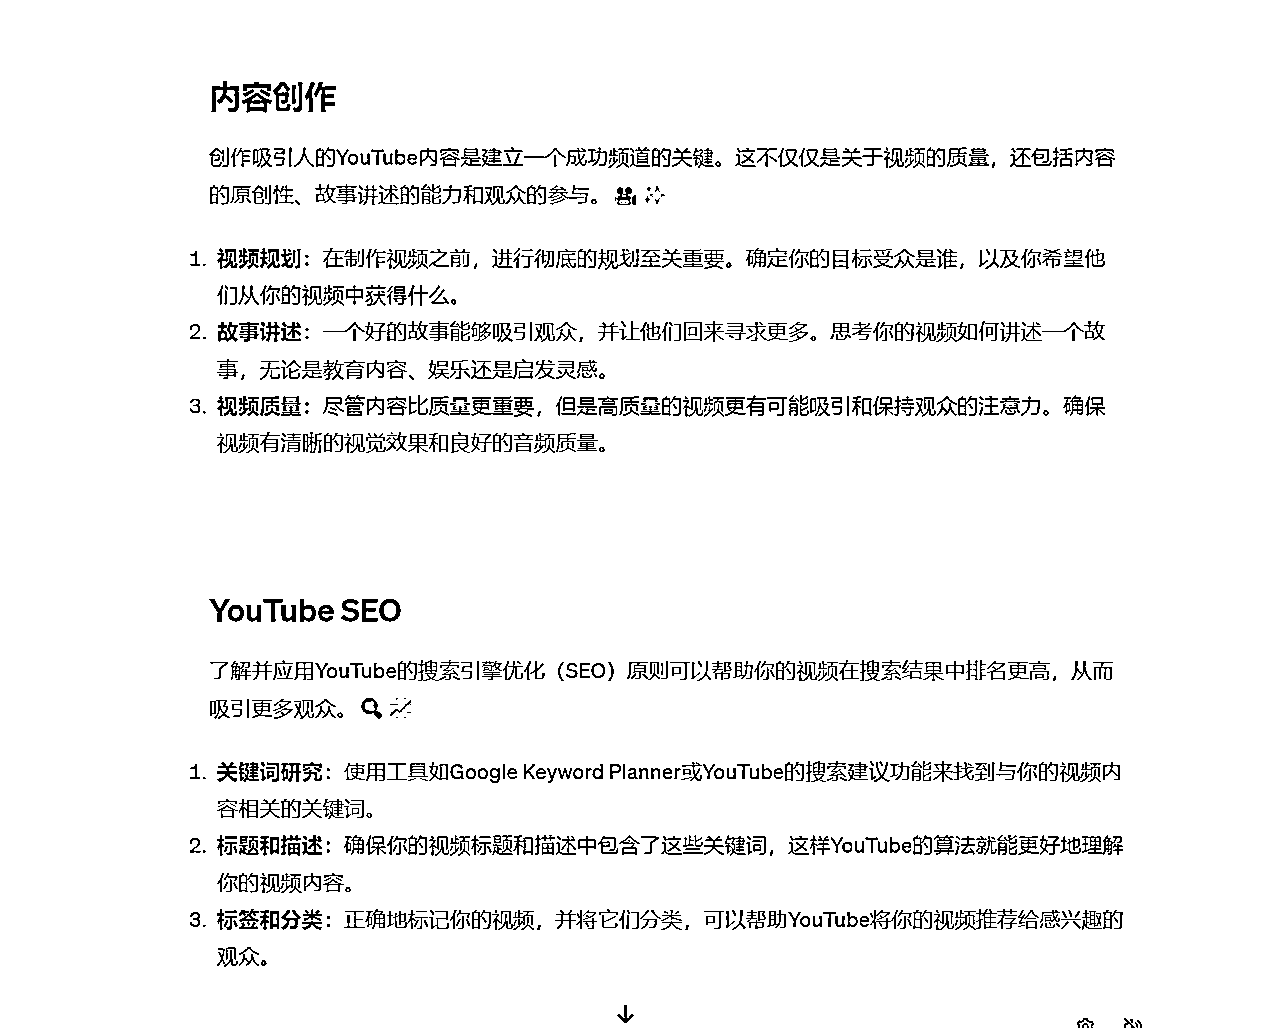 内容创作
创作吸引人的YouTube内容是建立一个成功频道的关键。这不仅仅是关于视频的质量，还包括内容
的原创性、故事讲述的能力和观众的参与。
1. 视频规划：在制作视频之前，进行彻底的规划至关重要。确定你的目标受众是谁，以及你希望他
们从你的视频中获得什么。
2. 故事讲述：一个好的故事能够吸引观众，并让他们回来寻求更多。思考你的视频如何讲述一个故
事，无论是教育内容、娱乐还是启发灵感。
3. 视频质量：尽管内容比质量更重要，但是高质量的视频更有可能吸引和保持观众的注意力。确保
视频有清晰的视觉效果和良好的音频质量。
YouTube SEO
了解并应用YouTube的搜索引擎优化（SEO）原则可以帮助你的视频在搜索结果中排名更高，从而
吸引更多观众。
1. 关键词研究：使用工具如Google Keyword Planner或YouTube的搜索建议功能来找到与你的视频内
容相关的关键词。
2. 标题和描述：确保你的视频标题和描述中包含了这些关键词，这样YouTube的算法就能更好地理解
你的视频内容。
3. 标签和分类：正确地标记你的视频，并将它们分类，可以帮助YouTube将你的视频推荐给感兴趣的
观众。